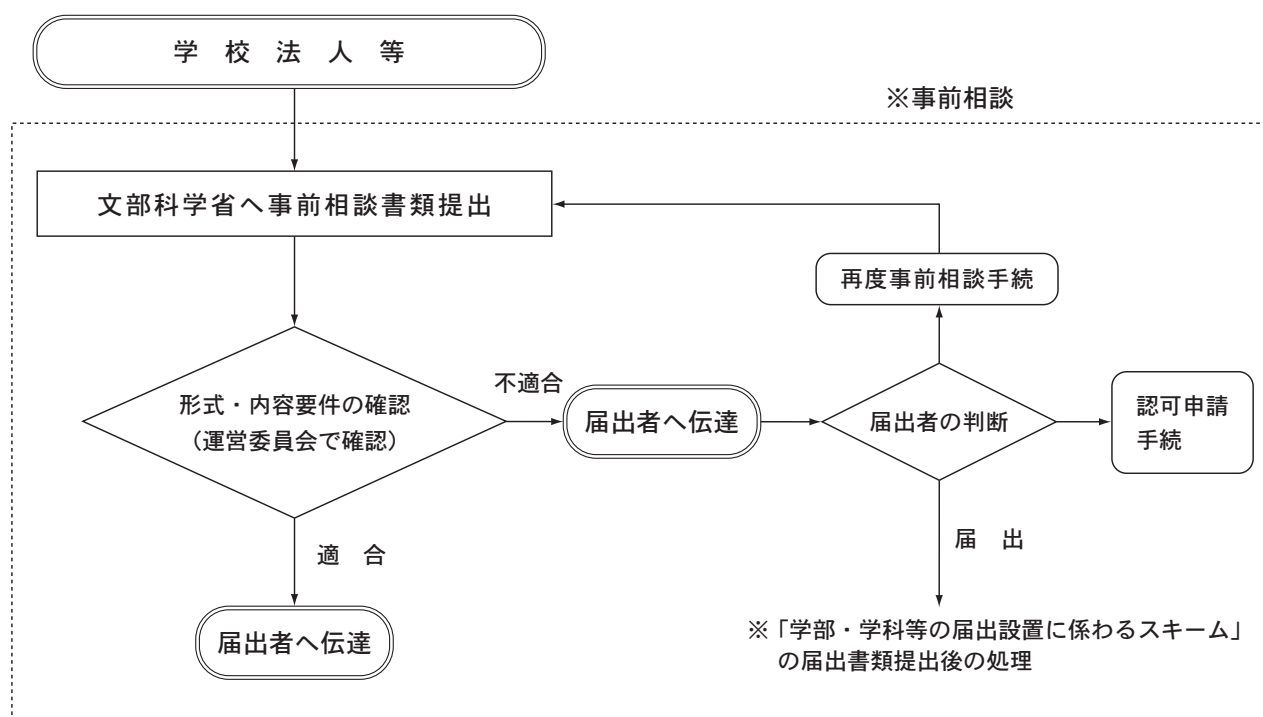 学校法人等
※事前相談
文部科学省へ事前相談書類提出
再度事前相談手続
不適合
形式・内容要件の確認
（運営委員会で確認）
届出者へ伝達
届出者の判断
認可申請
手続
適 合
届 出
届出者へ伝達
※「学部・学科等の届出設置に係わるスキーム」
の届出書類提出後の処理